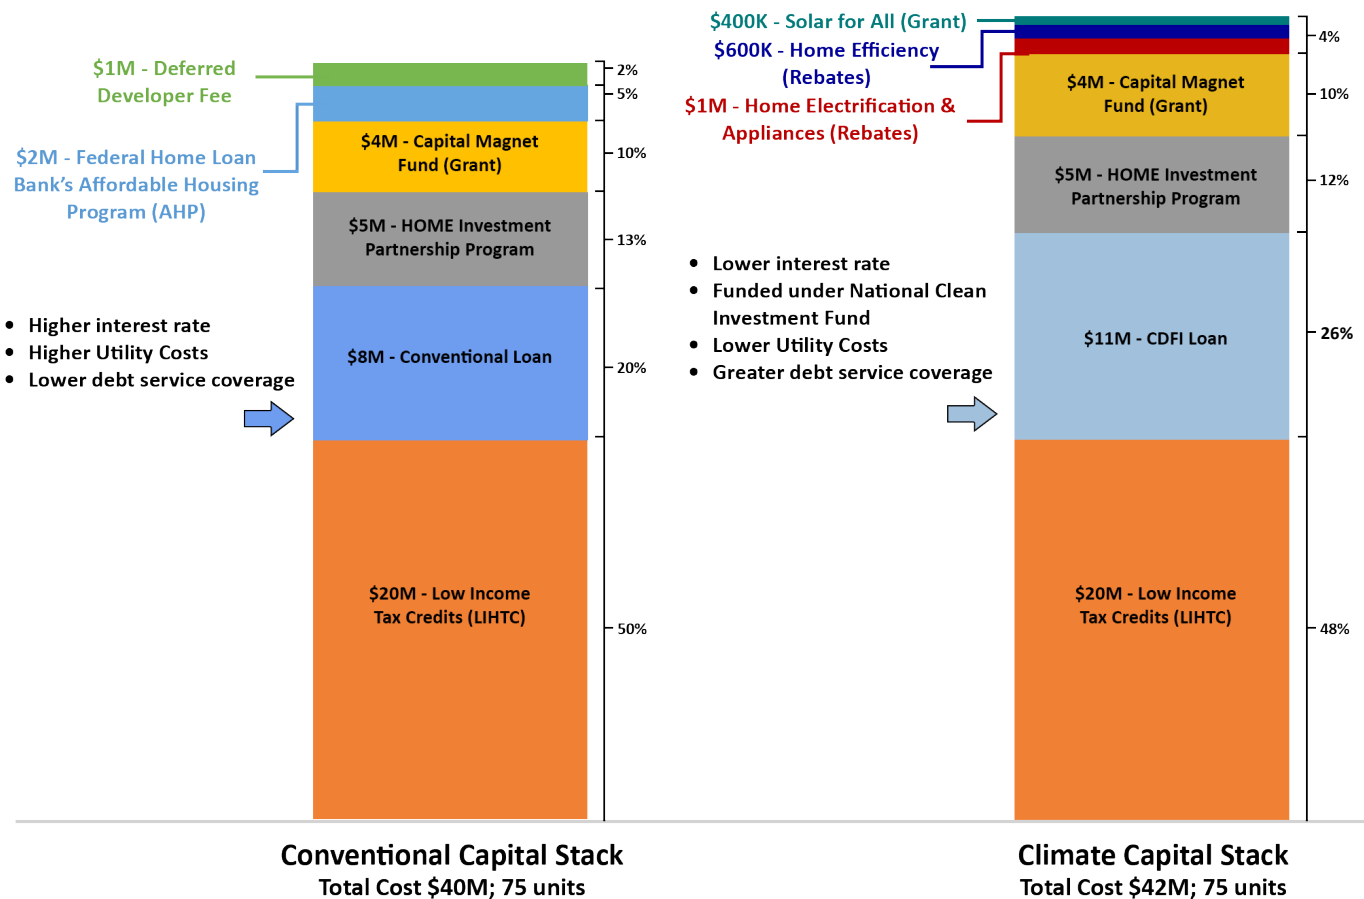 $1M - Deferred
Developer Fee
$2M - Federal Home Loan
Bank’s Affordable Housing
Program (AHP)
$4M - Capital Magnet
Fund (Grant)
$5M - HOME Investment
Partnership Program
• Higher interest rate
• Higher Utility Costs
• Lower debt service coverage
$8M - Conventional Loan
$20M - Low Income
Tax Credits (LIHTC)
2%
5%
10%
13%
20%
50%
Conventional Capital Stack
Total Cost $40M; 75 units
$400K - Solar for All (Grant)
$600K - Home Efficiency
(Rebates)
$1M - Home Electrification &
Appliances (Rebates)
$4M - Capital Magnet
Fund (Grant)
$5M - HOME Investment
Partnership Program
• Lower interest rate
• Funded under National Clean
Investment Fund
• Lower Utility Costs
• Greater debt service coverage
$11M - CDFI Loan
$20M - Low Income
Tax Credits (LIHTC)
4%
10%
12%
26%
48%
Climate Capital Stack
Total Cost $42M; 75 units